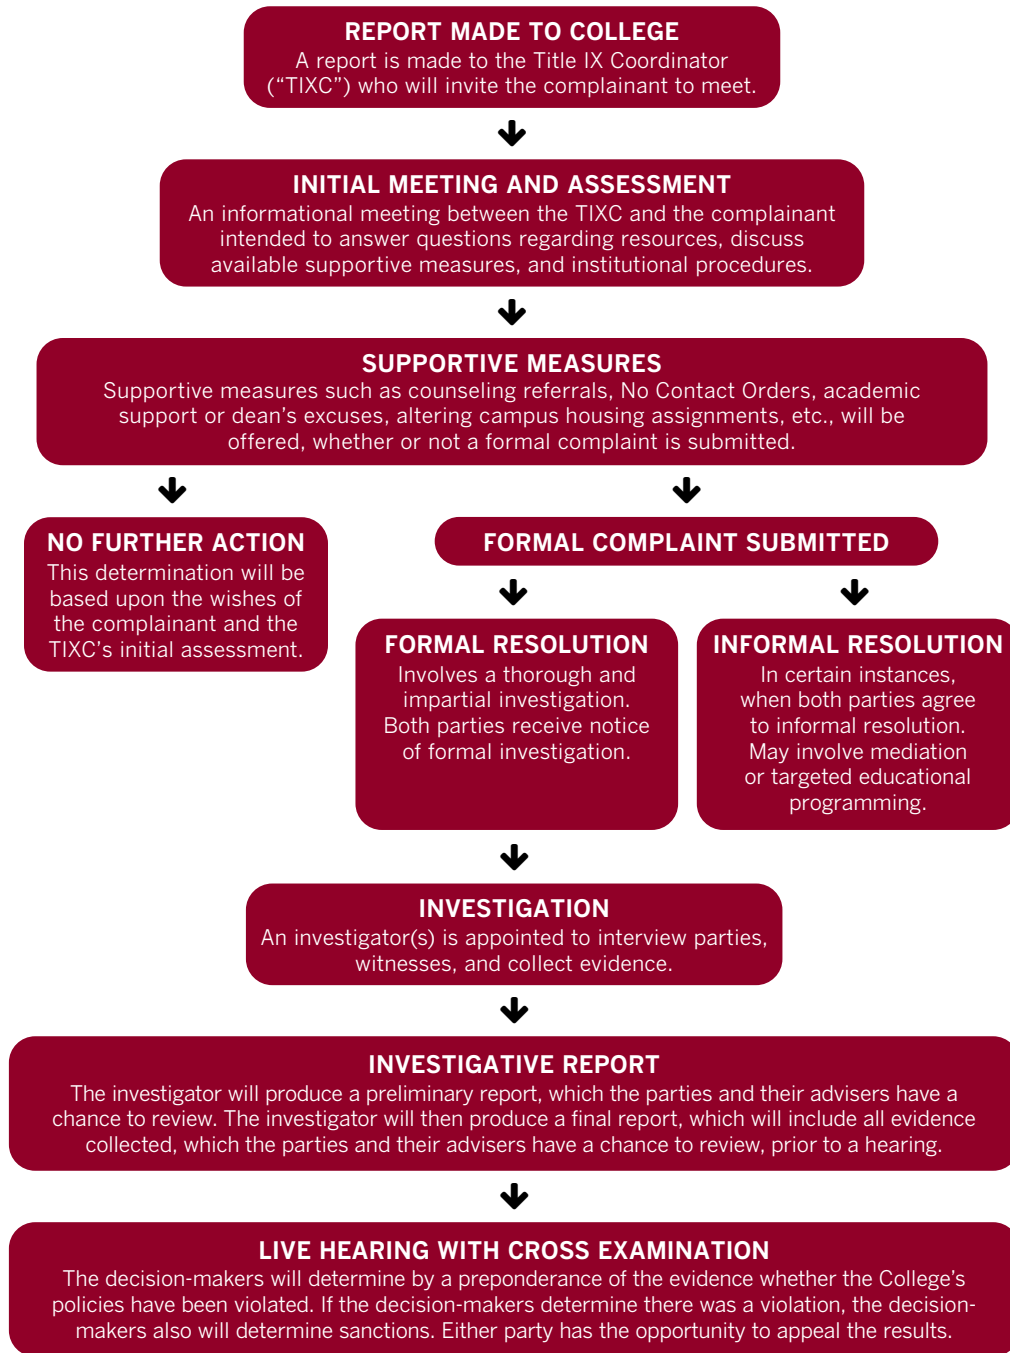 REPORT MADE TO COLLEGE
A report is made to the Title IX Coordinator
(“TIXC”) who will invite the complainant to meet.
INITIAL MEETING AND ASSESSMENT
An informational meeting between the TIXC and the complainant
intended to answer questions regarding resources, discuss
available supportive measures, and institutional procedures.
SUPPORTIVE MEASURES
Supportive measures such as counseling referrals, No Contact Orders, academic
support or dean’s excuses, altering campus housing assignments, etc., will be
offered, whether or not a formal complaint is submitted.
NO FURTHER ACTION
This determination will be
based upon the wishes of
the complainant and the
TIXC’s initial assessment.
FORMAL COMPLAINT SUBMITTED
FORMAL RESOLUTION
Involves a thorough and
impartial investigation.
Both parties receive notice
of formal investigation.
INFORMAL RESOLUTION
In certain instances,
when both parties agree
to informal resolution.
May involve mediation
or targeted educational
programming.
INVESTIGATION
An investigator(s) is appointed to interview parties,
witnesses, and collect evidence.
INVESTIGATIVE REPORT
The investigator will produce a preliminary report, which the parties and their advisers have a
chance to review. The investigator will then produce a final report, which will include all evidence
collected, which the parties and their advisers have a chance to review, prior to a hearing.
LIVE HEARING WITH CROSS EXAMINATION
The decision-makers will determine by a preponderance of the evidence whether the College’s
policies have been violated. If the decision-makers determine there was a violation, the decision-
makers also will determine sanctions. Either party has the opportunity to appeal the results.